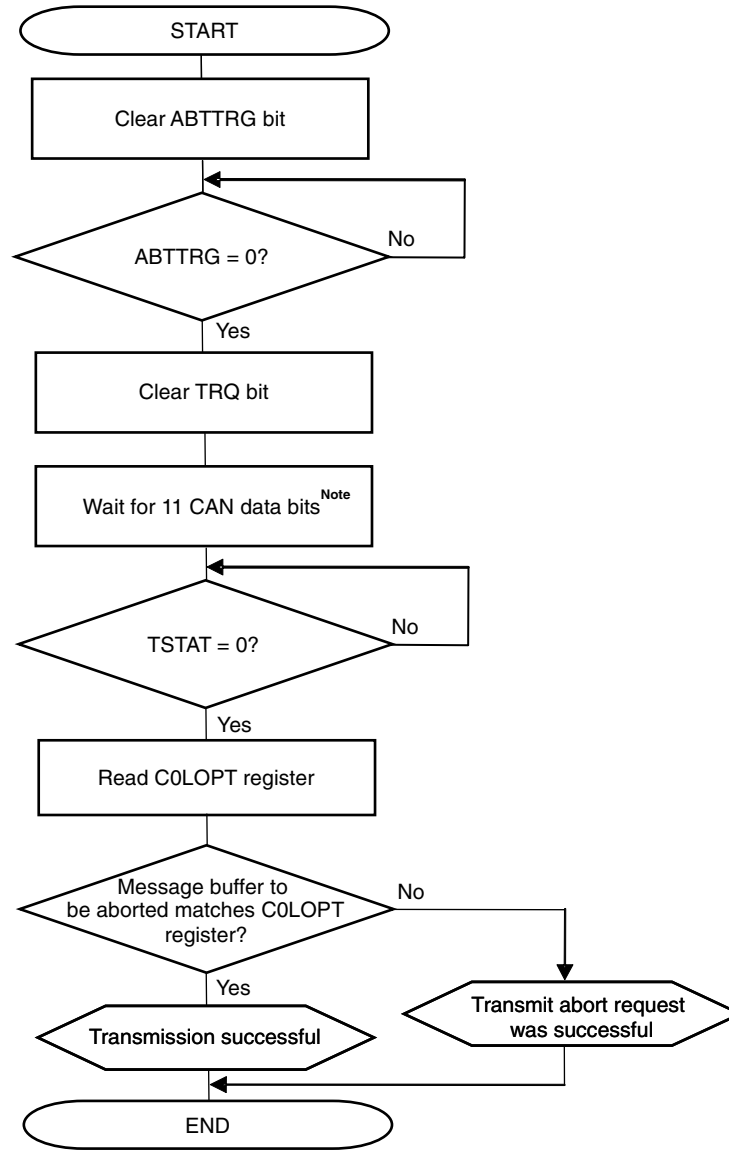 START
Clear ABTTRG bit
ABTTRG = 0?
No
Yes
Clear TRQ bit
Wait for 11 CAN data bits Note
TSTAT = 0?
No
Yes
Read C0LOPT register
Message buffer to
be aborted matches C0LOPT
register?
No
Yes
Transmission successful
Transmit abort request
was successful
END